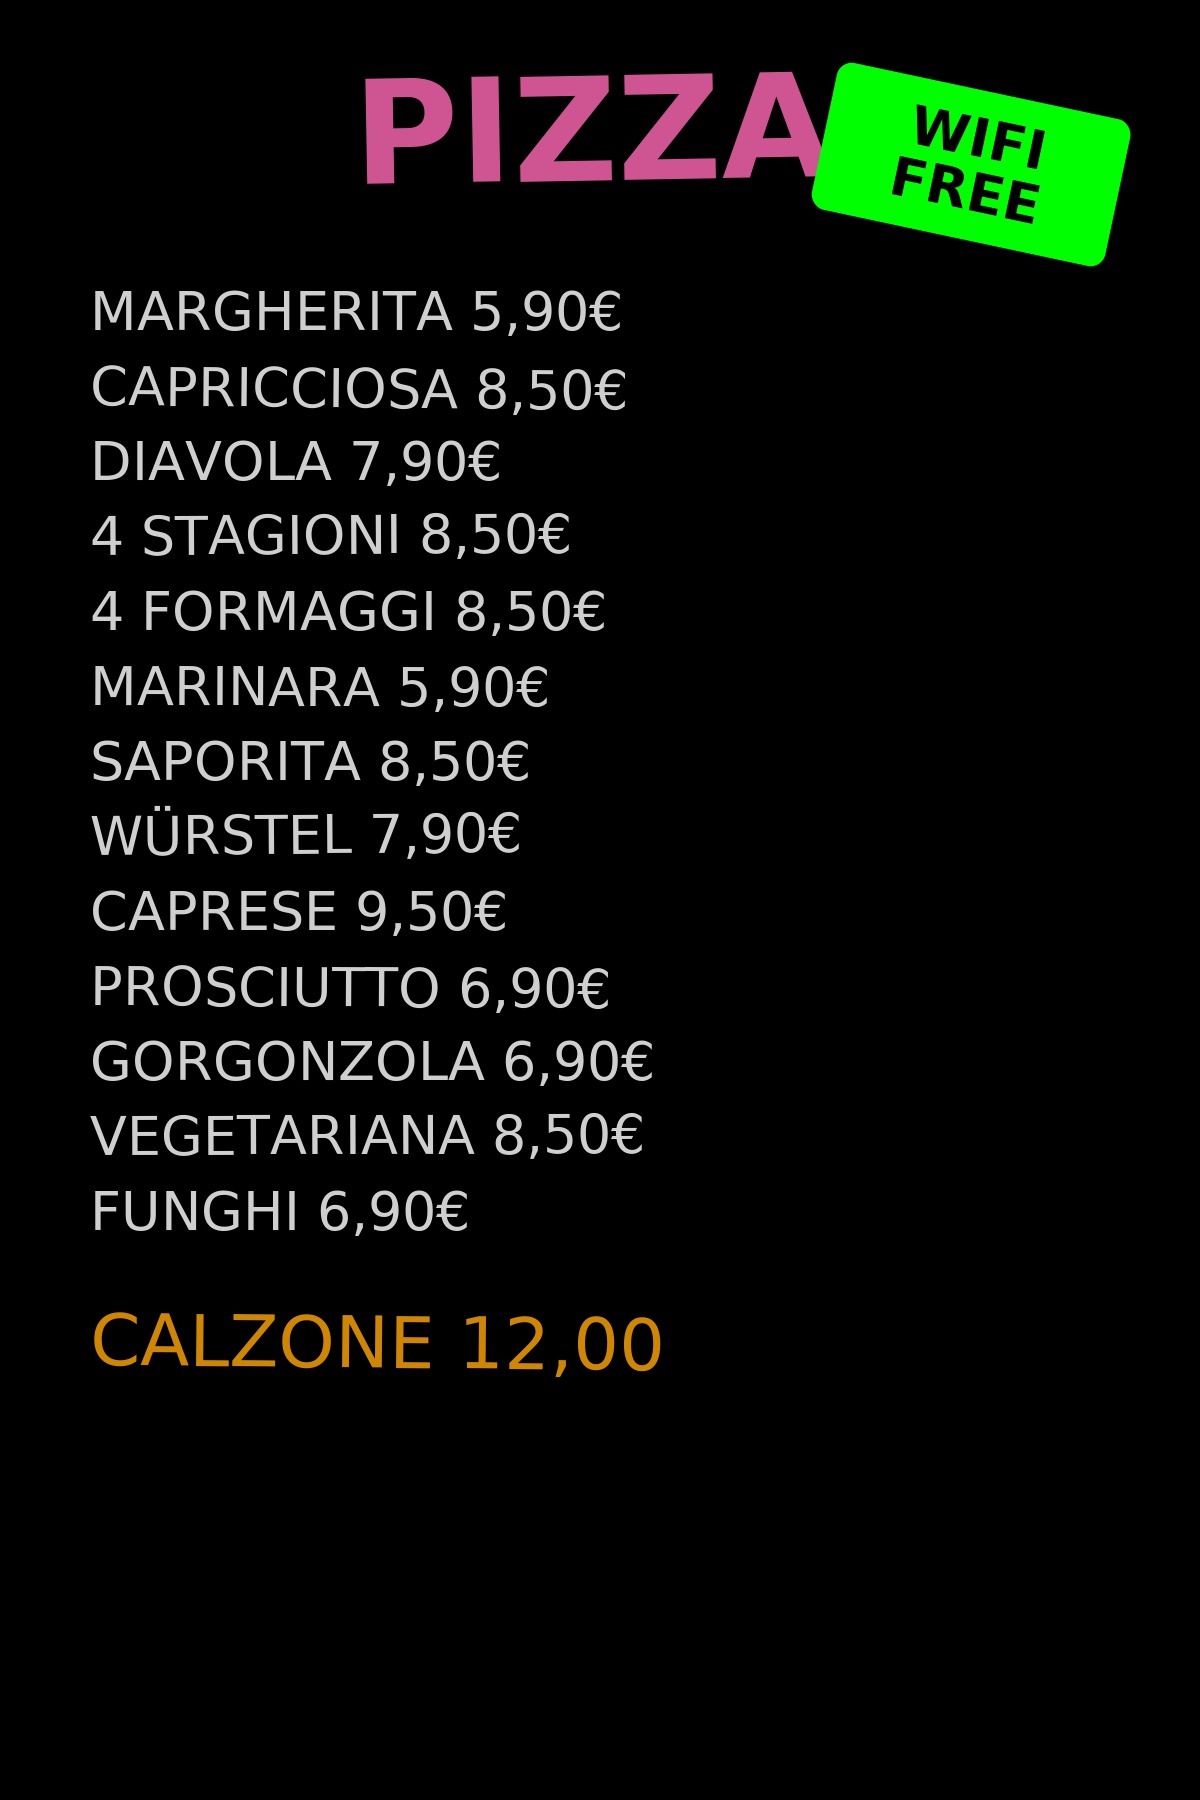 PIZZA
WIFI
FREE
MARGHERITA 5,90€
CAPRICCIOSA 8,50€
DIAVOLA 7,90€
4 STAGIONI 8,50€
4 FORMAGGI 8,50€
MARINARA 5,90€
SAPORITA 8,50€
WÜRSTEL 7,90€
CAPRESE 9,50€
PROSCIUTTO 6,90€
GORGONZOLA 6,90€
VEGETARIANA 8,50€
FUNGHI 6,90€
CALZONE 12,00